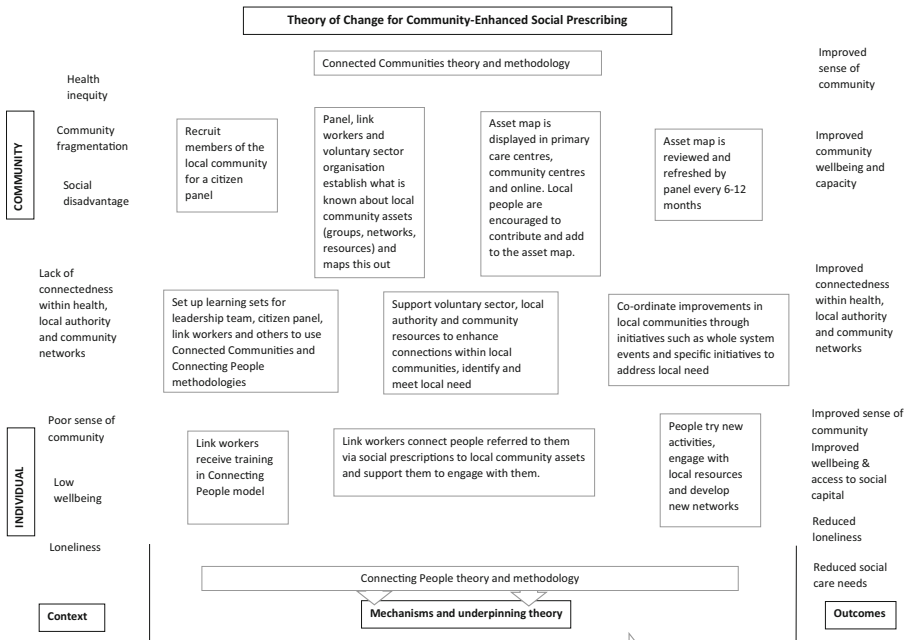 Theory of Change for Community-Enhanced Social Prescribing
Connected Communities theory and methodology
COMMUNITY
Health
inequity
Community
fragmentation
Social
disadvantage
Recruit
members of the
local community
for a citizen
panel
Panel, link
workers and
voluntary sector
organisation
establish what is
known about local
community assets
(groups, networks,
resources) and
maps this out
Asset map is
displayed in primary
care centres,
community centres
and online. Local
people are
encouraged to
contribute and add
to the asset map.
Asset map is
reviewed and
refreshed by
panel every 6-12
months
Improved
sense of
community
Improved
community
wellbeing and
capacity
Lack of
connectedness
within health,
local authority
and community
networks
Set up learning sets for
leadership team, citizen panel,
link workers and others to use
Connected Communities and
Connecting People
methodologies
Support voluntary sector, local
authority and community
resources to enhance
connections within local
communities, identify and
meet local need
Co-ordinate improvements in
local communities through
initiatives such as whole system
events and specific initiatives to
address local need
Improved
connectedness
within health,
local authority
and community
networks
INDIVIDUAL
Poor sense of
community
Low
wellbeing
Loneliness
Link workers
receive training
in Connecting
People model
Link workers connect people referred to them
via social prescriptions to local community assets
and support them to engage with them.
People try new
activities,
engage with
local resources
and develop
new networks
Improved sense of
community
Improved
wellbeing &
access to social
capital
Reduced
loneliness
Reduced social
care needs
Connecting People theory and methodology
Context
Mechanisms and underpinning theory
Outcomes